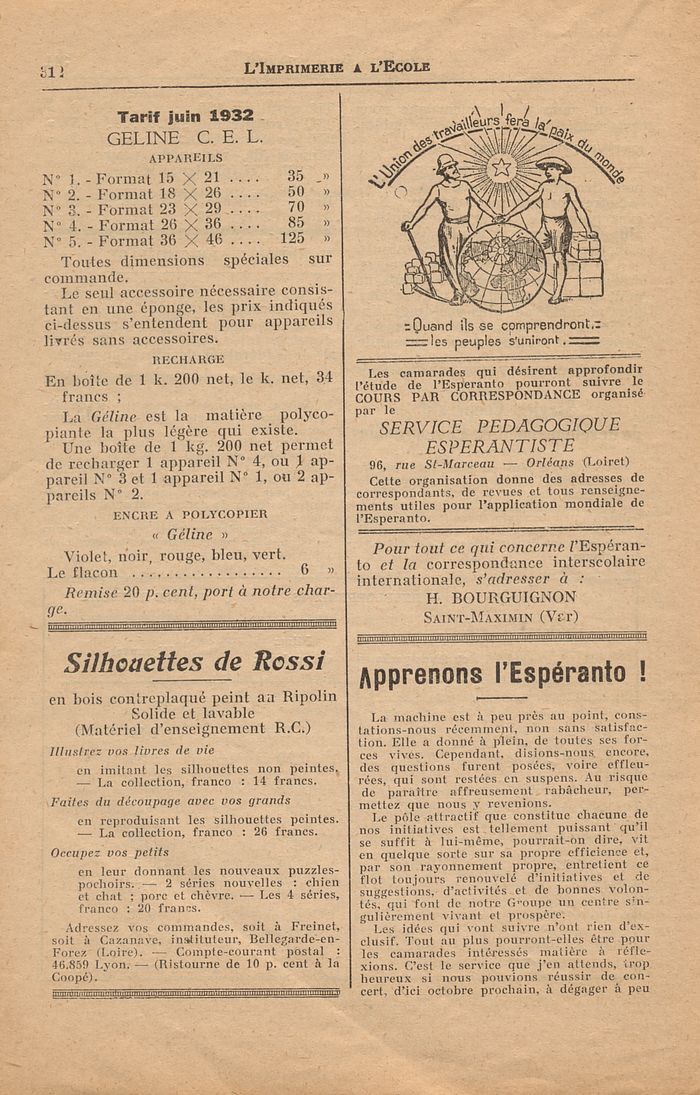 312
L'IMPRIMERIE A L'ECOLE
Tarif juin 1932
GELINE C. E. L.
APPAREILS
N° 1. - Format 15 × 21 .... 35 »
N° 2. - Format 18 × 26 .... 50 »
N° 3. - Format 23 × 29 .... 70 »
N° 4. - Format 26 × 36 .... 85 »
N° 5. - Format 36 × 46 .... 125 »
Toutes dimensions spéciales sur
commande.
Le seul accessoire nécessaire consis-
tant en une éponge, les prix indiqués
ci-dessus s'entendent pour appareils
livrés sans accessoires.
RECHARGE
En boîte de 1 k. 200 net, le k. net, 34
francs ;
La Géline est la matière polyco-
piante la plus légère qui existe.
Une boîte de 1 kg. 200 net permet
de recharger 1 appareil N° 4, ou 1 ap-
pareil N° 3 et 1 appareil N° 1, ou 2 ap-
pareils N° 2.
ENCRE A POLYCOPIER
« Géline »
Violet, noir, rouge, bleu, vert.
Le flacon ................. 6 »
Remise 20 p. cent, port à notre char-
ge.
Silhouettes de Rossi
en bois contreplaqué peint au Ripolin
Solide et lavable
(Matériel d'enseignement R.C.)
Illustrez vos livres de vie
en imitant les silhouettes non peintes.
— La collection, franco : 14 francs.
Faites du découpage avec vos grands
en reproduisant les silhouettes peintes.
— La collection, franco : 26 francs.
Occupez vos petits
en leur donnant les nouveaux puzzles-
pochoirs. — 2 séries nouvelles : chien
et chat ; porc et chèvre. — Les 4 séries,
franco : 20 francs.
Adressez vos commandes, soit à Freinet,
soit à Cazanave, instituteur, Bellegarde-en-
Forez (Loire). — Compte-courant postal :
46.859 Lyon. — (Ristourne de 10 p. cent à la
Coopé).
L'Union des travailleurs fera la paix du monde
Quand ils se comprendront,
les peuples s'uniront.
Les camarades qui désirent approfondir
l'étude de l'Esperanto pourront suivre le
COURS PAR CORRESPONDANCE organisé
par le
SERVICE PEDAGOGIQUE
ESPERANTISTE
96, rue St-Marceau — Orléans (Loiret)
Cette organisation donne des adresses de
correspondants, de revues et tous renseigne-
ments utiles pour l'application mondiale de
l'Esperanto.
Pour tout ce qui concerne l'Espéran-
to et la correspondance interscolaire
internationale, s'adresser à :
H. BOURGUIGNON
SAINT-MAXIMIN (Var)
Apprenons l'Espéranto !
La machine est à peu près au point, cons-
tations-nous récemment, non sans satisfac-
tion. Elle a donné à plein, de toutes ses for-
ces vives. Cependant, disions-nous encore,
des questions furent posées, voire effleu-
rées, qui sont restées en suspens. Au risque
de paraître affreusement rabâcheur, per-
mettez que nous y revenions.
Le pôle attractif que constitue chacune de
nos initiatives est tellement puissant qu'il
se suffit à lui-même, pourrait-on dire, vit
en quelque sorte sur sa propre efficience et,
par son rayonnement propre, entretient ce
flot toujours renouvelé d'initiatives et de
suggestions, d'activités et de bonnes volon-
tés, qui font de notre Groupe un centre sin-
gulièrement vivant et prospère.
Les idées qui vont suivre n'ont rien d'ex-
clusif. Tout au plus pourront-elles être pour
les camarades intéressés matière à réfle-
xions. C'est le service que j'en attends, trop
heureux si nous pouvions réussir de con-
cert, d'ici octobre prochain, à dégager à peu